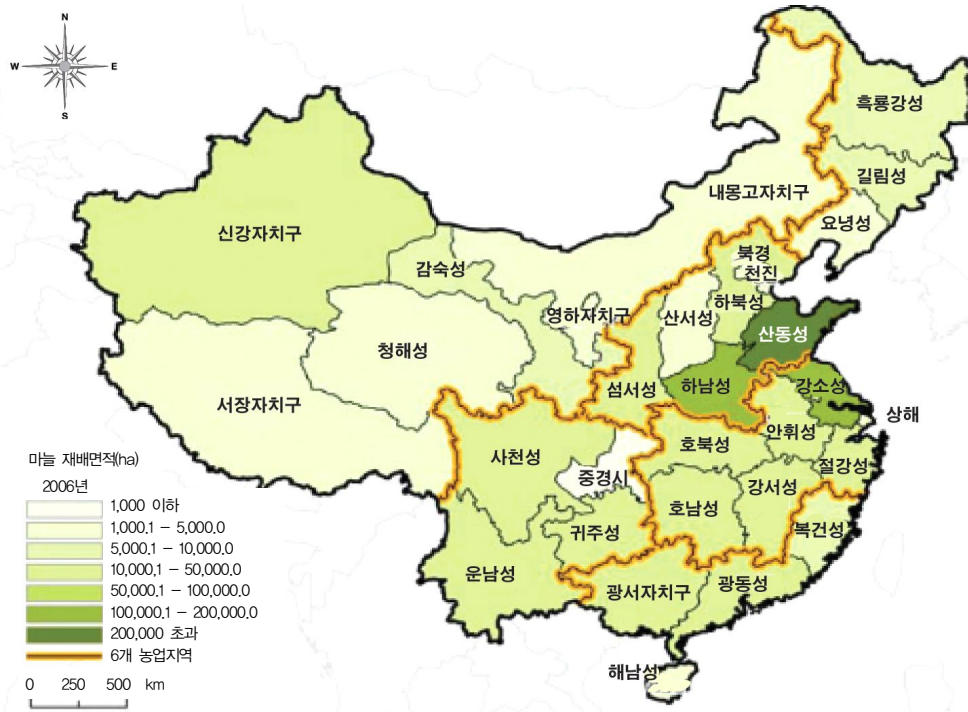 N
W E
S
흑룡강성
길림성
내몽고자치구
요녕성
신강자치구
북경
천진
감숙성
하북성
영하자치구
산서성
산동성
청해성
하남성
강소성
섬서성
서장자치구
상해
안휘성
호북성
사천성
절강성
중경시
강서성
호남성
귀주성
복건성
운남성
광동성
광서자치구
해남성
마늘 재배면적(ha)
2006년
1,000 이하
1,000.1 - 5,000.0
5,000.1 - 10,000.0
10,000.1 - 50,000.0
50,000.1 - 100,000.0
100,000.1 - 200,000.0
200,000 초과
6개 농업지역
0 250 500 km